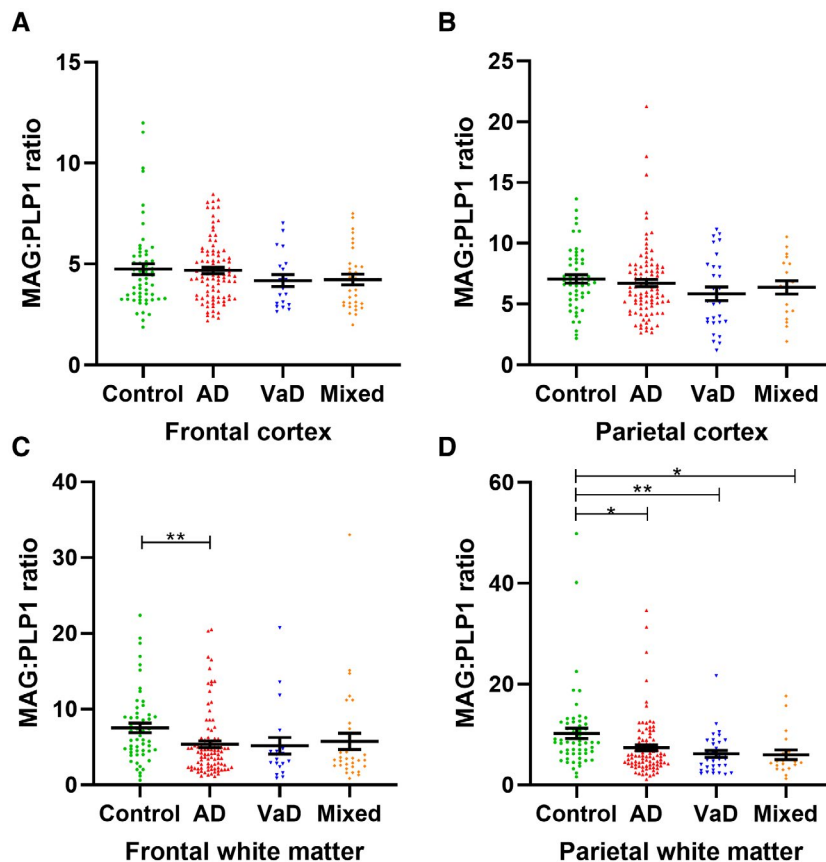 A
MAG:PLP1 ratio
15
10
5
0
Control AD VaD Mixed
Frontal cortex
B
MAG:PLP1 ratio
25
20
15
10
5
0
Control AD VaD Mixed
Parietal cortex
C
MAG:PLP1 ratio
40
30
20
10
0
**
Control AD VaD Mixed
Frontal white matter
D
MAG:PLP1 ratio
60
40
20
0
*
**
*
Control AD VaD Mixed
Parietal white matter